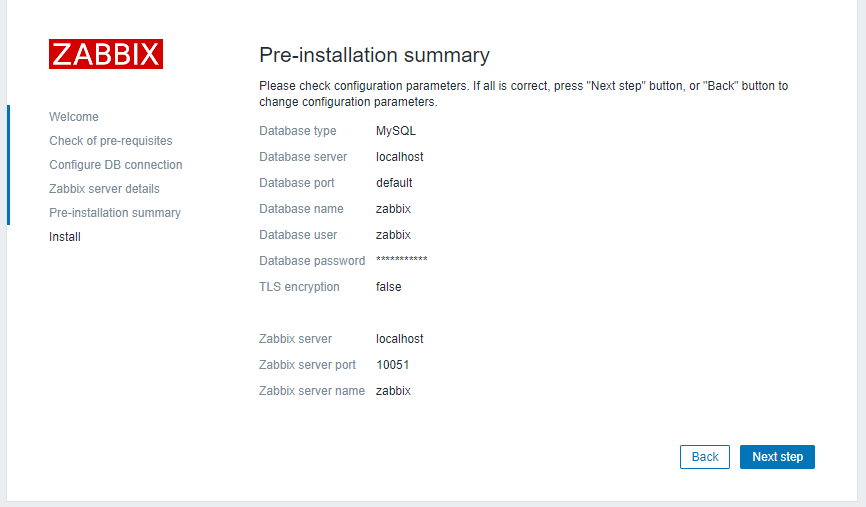 ZABBIX
Welcome
Check of pre-requisites
Configure DB connection
Zabbix server details
Pre-installation summary
Install
Pre-installation summary
Please check configuration parameters. If all is correct, press "Next step" button, or "Back" button to
change configuration parameters.
Database type MySQL
Database server localhost
Database port default
Database name zabbix
Database user zabbix
Database password ***********
TLS encryption false
Zabbix server localhost
Zabbix server port 10051
Zabbix server name zabbix
Back Next step